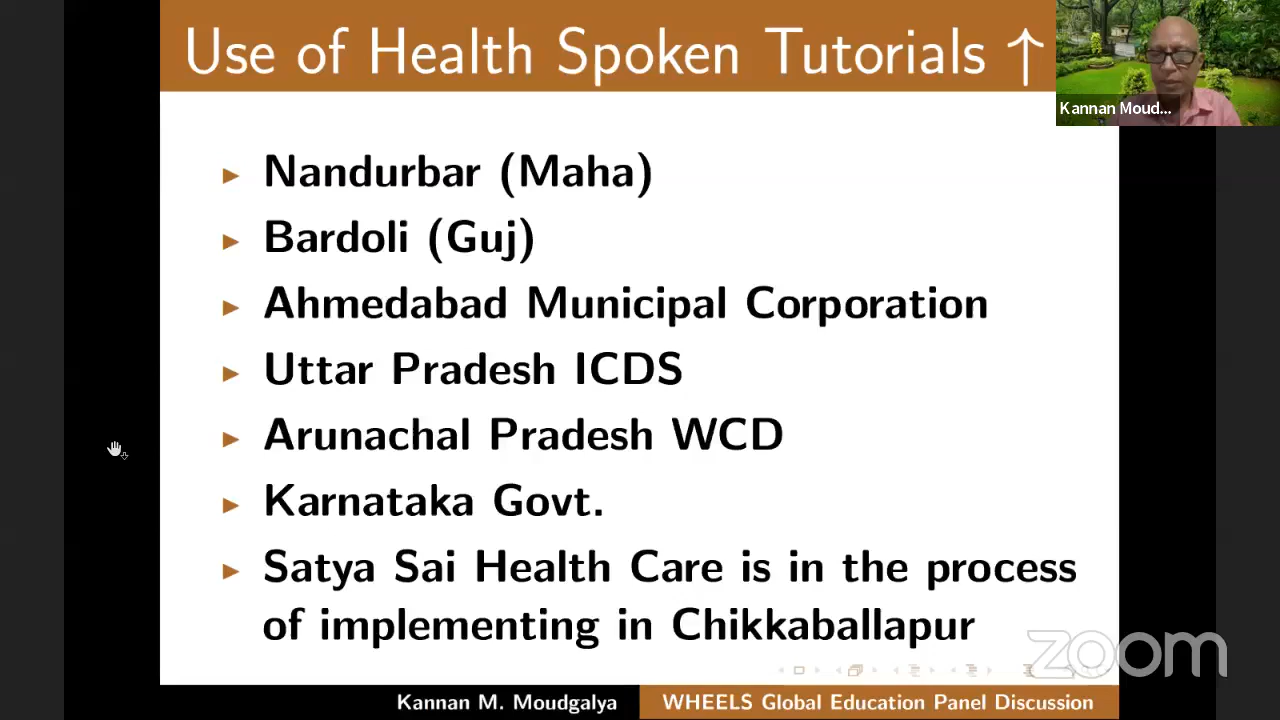 Use of Health Spoken Tutorials ↑
Kannan Moud...
▶ Nandurbar (Maha)
▶ Bardoli (Guj)
▶ Ahmedabad Municipal Corporation
▶ Uttar Pradesh ICDS
▶ Arunachal Pradesh WCD
▶ Karnataka Govt.
▶ Satya Sai Health Care is in the process
of implementing in Chikkaballapur
zoom
Kannan M. Moudgalya
WHEELS Global Education Panel Discussion